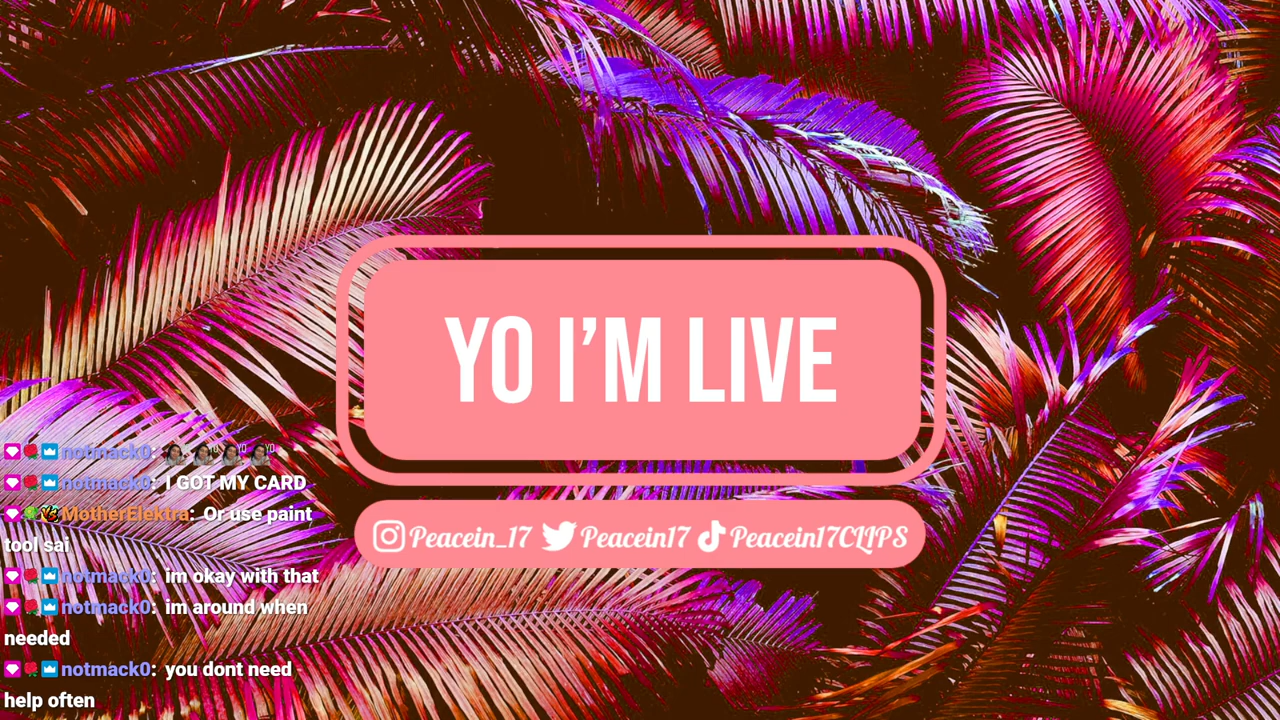 YO I’M LIVE
Peacein_17 Peacein17 Peacein17CLIPS
notmack0:
notmack0: I GOT MY CARD
MotherElektra: Or use paint
tool sai
notmack0: im okay with that
notmack0: im around when
needed
notmack0: you dont need
help often